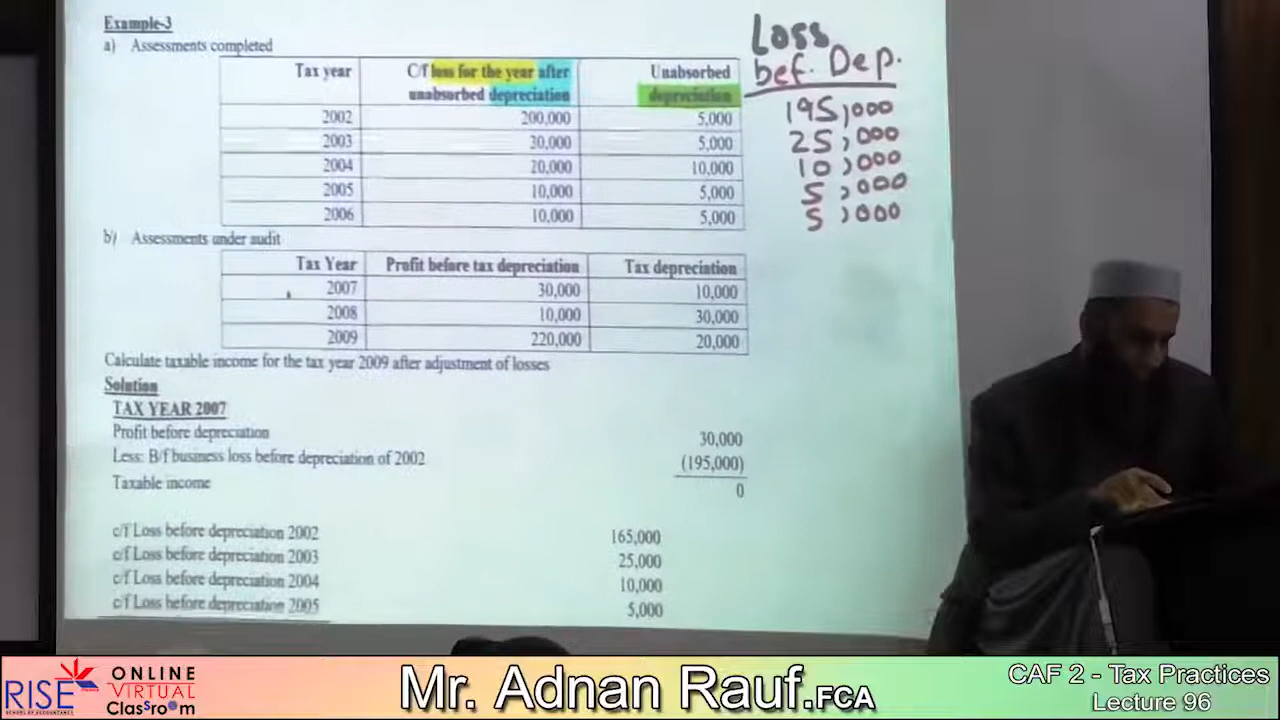 Example-3
a) Assessments completed
Tax year C/f loss for the year after unabsorbed depreciation Unabsorbed depreciation
2002 200,000 5,000
2003 30,000 5,000
2004 20,000 10,000
2005 10,000 5,000
2006 10,000 5,000
Loss
bef. Dep.
195,000
25,000
10,000
5,000
5,000
b) Assessments under audit
Tax Year Profit before tax depreciation Tax depreciation
2007 30,000 10,000
2008 10,000 30,000
2009 220,000 20,000
Calculate taxable income for the tax year 2009 after adjustment of losses
Solution
TAX YEAR 2007
Profit before depreciation 30,000
Less: B/f business loss before depreciation of 2002 (195,000)
Taxable income 0
c/f Loss before depreciation 2002 165,000
c/f Loss before depreciation 2003 25,000
c/f Loss before depreciation 2004 10,000
c/f Loss before depreciation 2005 5,000
RISE
ONLINE
VIRTUAL
Classroom
Mr. Adnan Rauf.FCA
CAF 2 - Tax Practices
Lecture 96